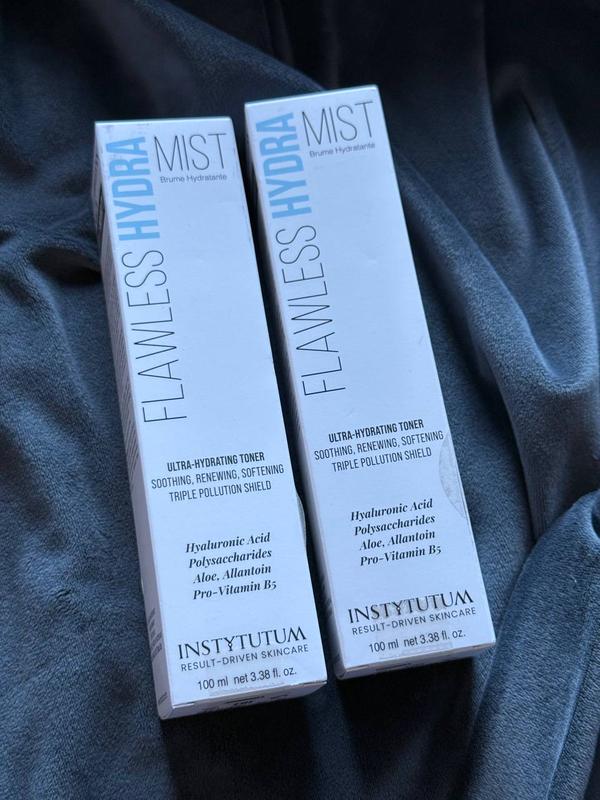 FLAWLESS HYDRA
MIST
Brume Hydratante
ULTRA-HYDRATING TONER
SOOTHING, RENEWING, SOFTENING
TRIPLE POLLUTION SHIELD
Hyaluronic Acid
Polysaccharides
Aloe, Allantoin
Pro-Vitamin B5
INSTYTUTUM
RESULT-DRIVEN SKINCARE
100 ml net 3.38 fl. oz.
FLAWLESS HYDRA
MIST
Brume Hydratante
ULTRA-HYDRATING TONER
SOOTHING, RENEWING, SOFTENING
TRIPLE POLLUTION SHIELD
Hyaluronic Acid
Polysaccharides
Aloe, Allantoin
Pro-Vitamin B5
INSTYTUTUM
RESULT-DRIVEN SKINCARE
100 ml net 3.38 fl. oz.